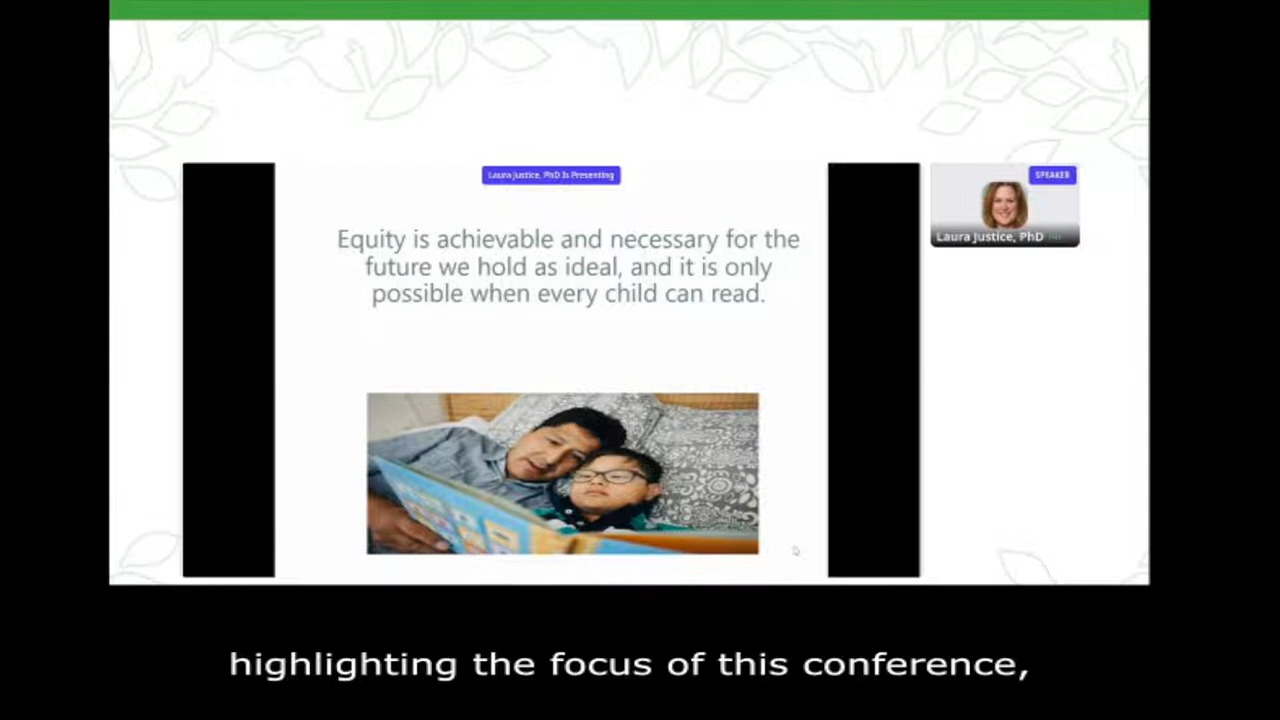 Laura Justice, PhD Is Presenting
SPEAKER
Laura Justice, PhD
Equity is achievable and necessary for the
future we hold as ideal, and it is only
possible when every child can read.
highlighting the focus of this conference,